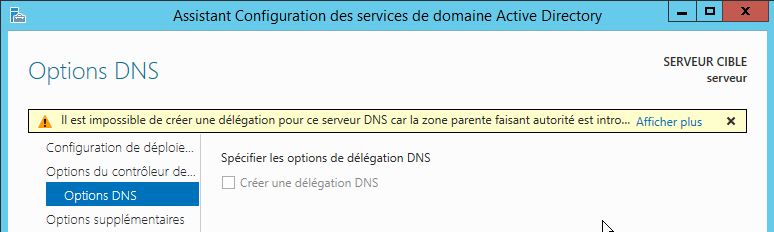 Assistant Configuration des services de domaine Active Directory
Options DNS
SERVEUR CIBLE
serveur
Il est impossible de créer une délégation pour ce serveur DNS car la zone parente faisant autorité est intro... Afficher plus
Configuration de déploie...
Spécifier les options de délégation DNS
Options du contrôleur de...
Créer une délégation DNS
Options DNS
Options supplémentaires